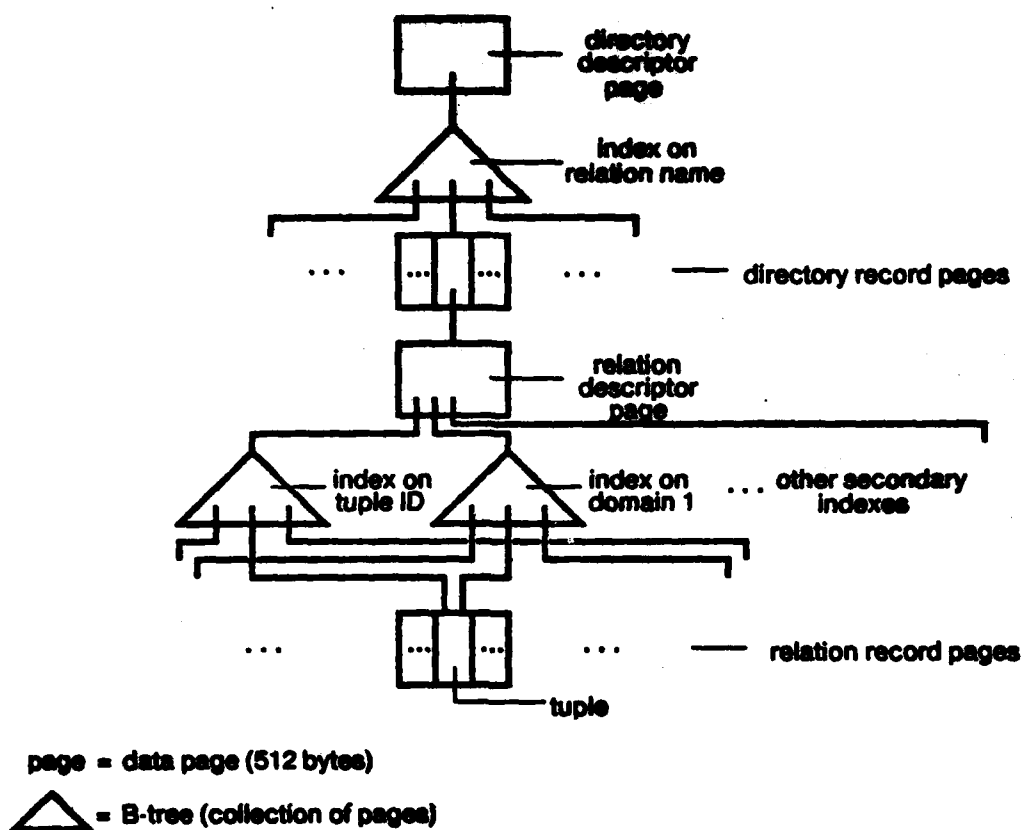 directory
descriptor
page
index on
relation name
...
...
...
...
directory record pages
relation
descriptor
page
index on
tuple ID
index on
domain 1
... other secondary
indexes
...
...
...
...
relation record pages
tuple
page = data page (512 bytes)
= B-tree (collection of pages)